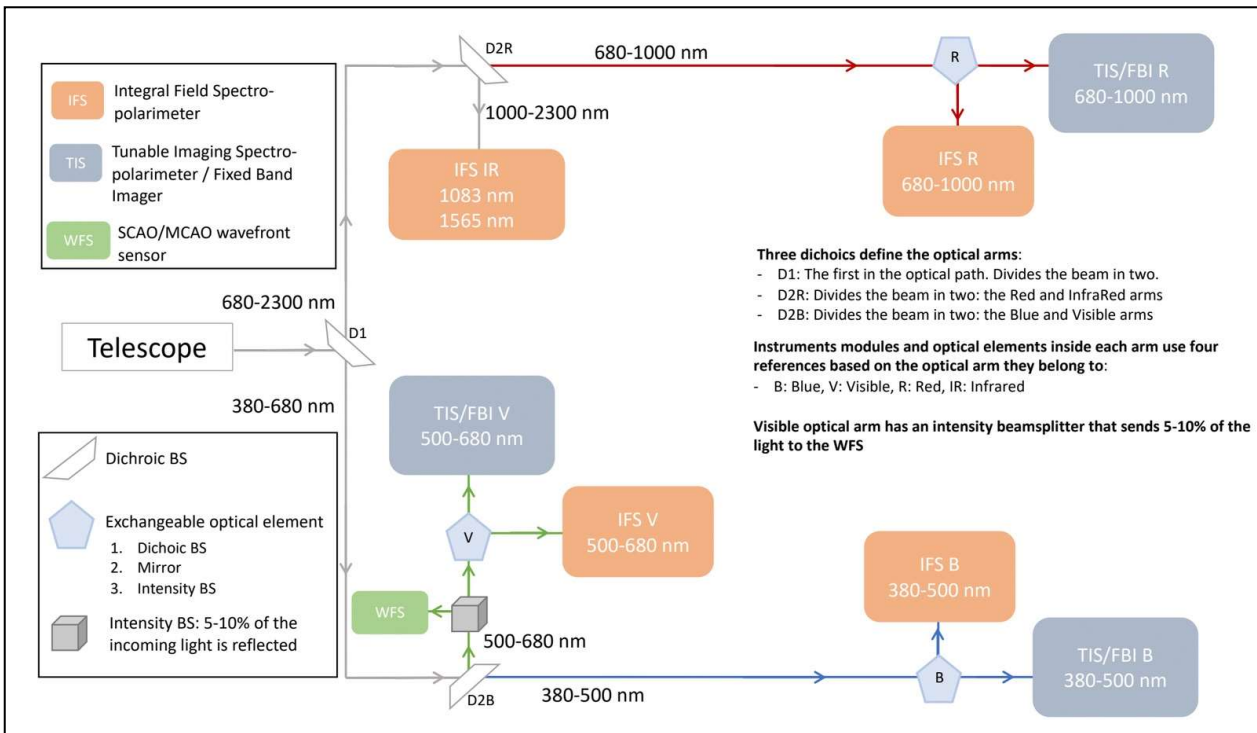 D2R
680-1000 nm
R
TIS/FBI R
680-1000 nm
IFS
Integral Field Spectro-
polarimeter
TIS
Tunable Imaging Spectro-
polarimeter / Fixed Band
Imager
WFS
SCAO/MCAO wavefront
sensor
1000-2300 nm
IFS IR
1083 nm
1565 nm
IFS R
680-1000 nm
Three dichoics define the optical arms:
- D1: The first in the optical path. Divides the beam in two.
- D2R: Divides the beam in two: the Red and InfraRed arms
- D2B: Divides the beam in two: the Blue and Visible arms
Instruments modules and optical elements inside each arm use four
references based on the optical arm they belong to:
- B: Blue, V: Visible, R: Red, IR: Infrared
Visible optical arm has an intensity beamsplitter that sends 5-10% of the
light to the WFS
680-2300 nm
Telescope
D1
380-680 nm
Dichroic BS
Exchangeable optical element
1. Dichoic BS
2. Mirror
3. Intensity BS
Intensity BS: 5-10% of the
incoming light is reflected
TIS/FBI V
500-680 nm
V
IFS V
500-680 nm
WFS
500-680 nm
D2B
380-500 nm
IFS B
380-500 nm
B
TIS/FBI B
380-500 nm